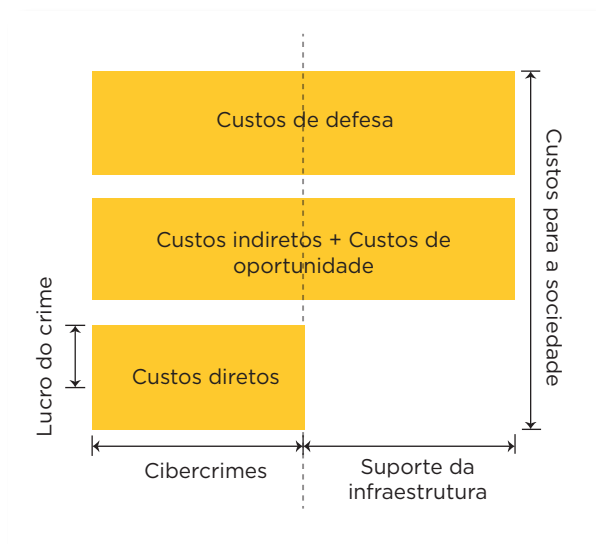 Custos de defesa
Custos indiretos + Custos de
oportunidade
Custos diretos
Lucro do crime
Custos para a sociedade
Cibercrimes
Suporte da
infraestrutura